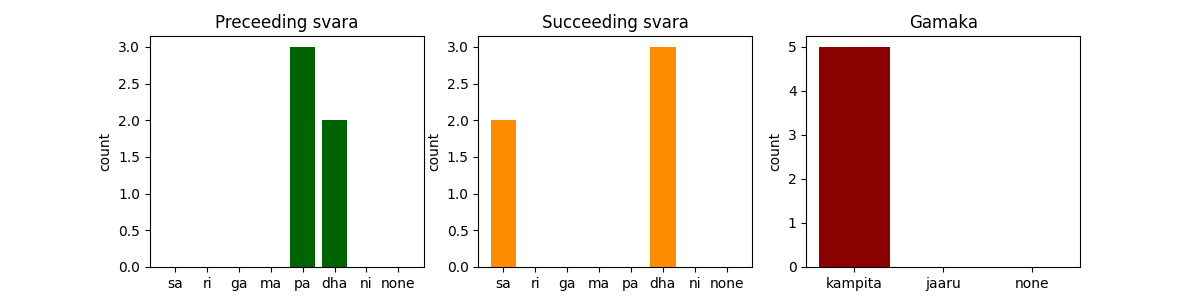 Preceeding svara
count
3.0
2.5
2.0
1.5
1.0
0.5
0.0
sa ri ga ma pa dha ni none
Succeeding svara
count
3.0
2.5
2.0
1.5
1.0
0.5
0.0
sa ri ga ma pa dha ni none
Gamaka
count
5
4
3
2
1
0
kampita jaaru none